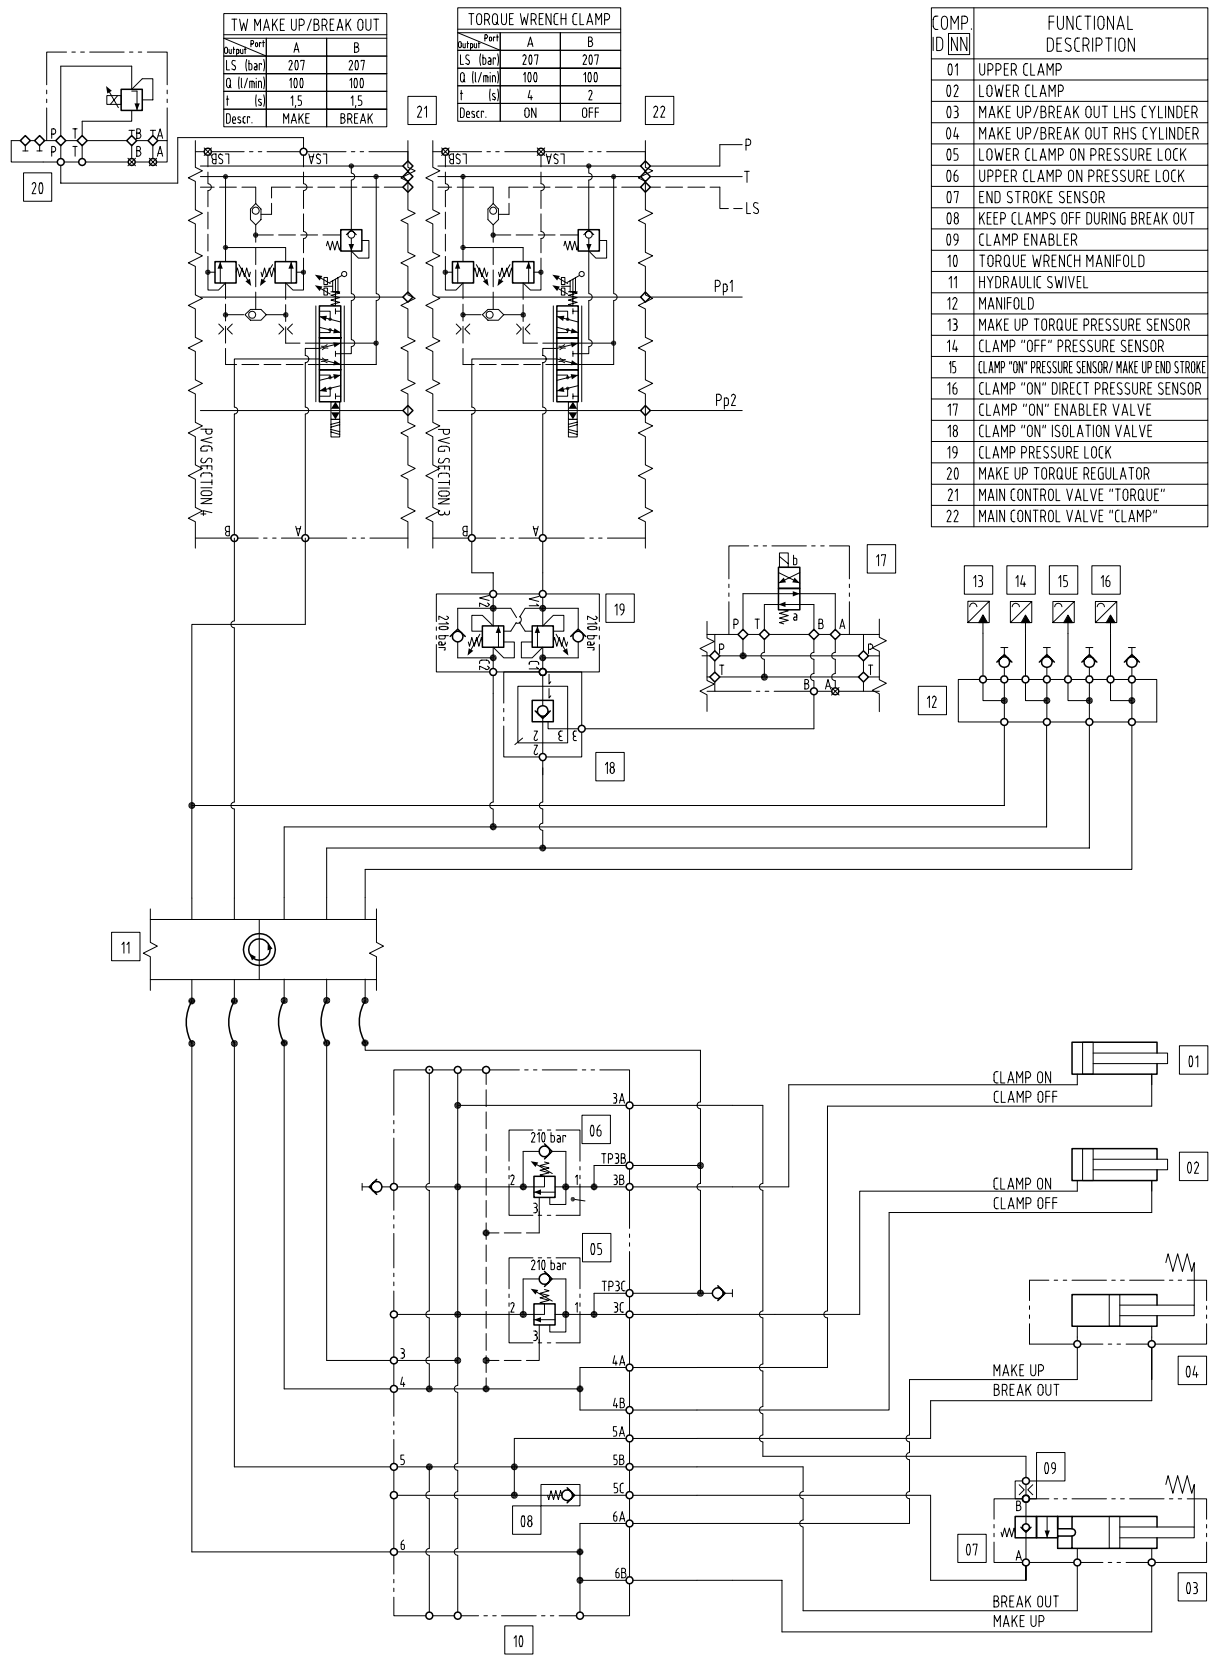 TW MAKE UP/BREAK OUT
Output Port A B
LS (bar) 207 207
Q (l/min) 100 100
t (s) 1,5 1,5
Descr. MAKE BREAK
TORQUE WRENCH CLAMP
Output Port A B
LS (bar) 207 207
Q (l/min) 100 100
t (s) 4 2
Descr. ON OFF
COMP. ID NN FUNCTIONAL DESCRIPTION
01 UPPER CLAMP
02 LOWER CLAMP
03 MAKE UP/BREAK OUT LHS CYLINDER
04 MAKE UP/BREAK OUT RHS CYLINDER
05 LOWER CLAMP ON PRESSURE LOCK
06 UPPER CLAMP ON PRESSURE LOCK
07 END STROKE SENSOR
08 KEEP CLAMPS OFF DURING BREAK OUT
09 CLAMP ENABLER
10 TORQUE WRENCH MANIFOLD
11 HYDRAULIC SWIVEL
12 MANIFOLD
13 MAKE UP TORQUE PRESSURE SENSOR
14 CLAMP "OFF" PRESSURE SENSOR
15 CLAMP "ON" PRESSURE SENSOR/ MAKE UP END STROKE
16 CLAMP "ON" DIRECT PRESSURE SENSOR
17 CLAMP "ON" ENABLER VALVE
18 CLAMP "ON" ISOLATION VALVE
19 CLAMP PRESSURE LOCK
20 MAKE UP TORQUE REGULATOR
21 MAIN CONTROL VALVE "TORQUE"
22 MAIN CONTROL VALVE "CLAMP"
P T B A
P T B A
20
21
22
LSB LSA
LSB LSA
P
T
LS
Pp1
Pp2
PVG SECTION 4
PVG SECTION 3
B A
B A
17
b
a
P T B A
P P
T T
B A
19
V2 V1
210 bar 210 bar
C2 C1
2 3 3
2
18
13 14 15 16
12
11
01
CLAMP ON
CLAMP OFF
3A
06
210 bar
TP3B
2 1 3B
3
02
CLAMP ON
CLAMP OFF
05
210 bar
TP3C
2 1 3C
3
3
4A
4
4B
04
MAKE UP
BREAK OUT
5A
5 5B
5C
08
6A
6
6B
09
B
07
A
03
BREAK OUT
MAKE UP
10